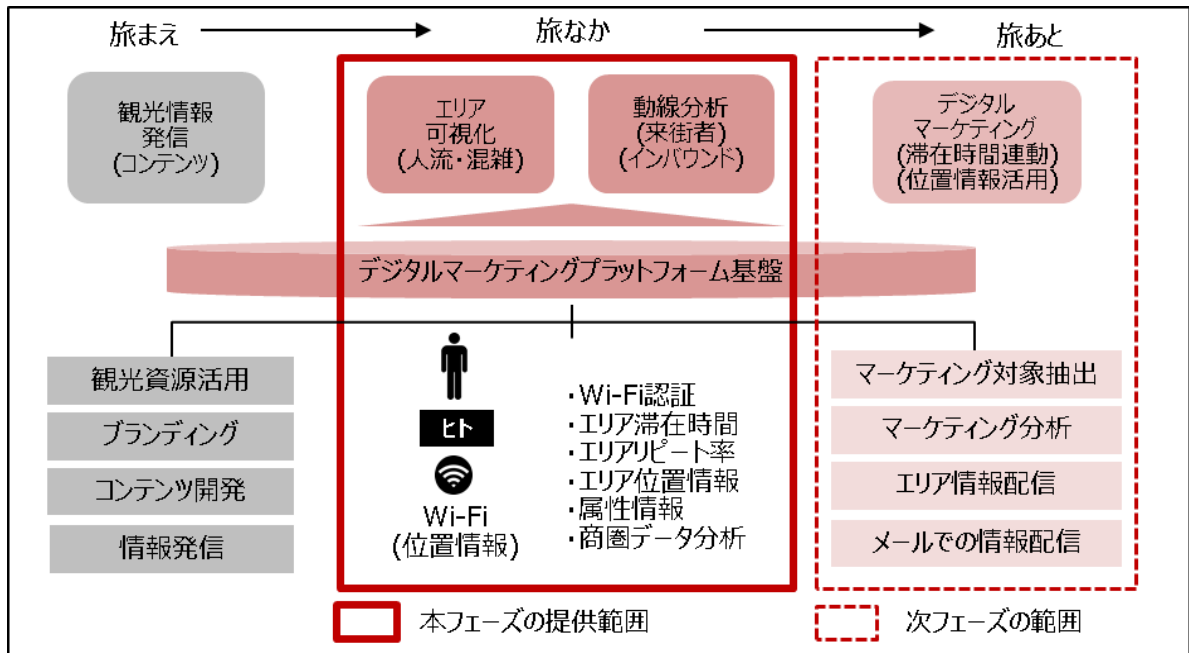 旅まえ
旅なか
旅あと
観光情報
発信
(コンテンツ)
エリア
可視化
(人流・混雑)
動線分析
(来街者)
(インバウンド)
デジタル
マーケティング
(滞在時間連動)
(位置情報活用)
デジタルマーケティングプラットフォーム基盤
観光資源活用
ブランディング
コンテンツ開発
情報発信
ヒト
Wi-Fi
(位置情報)
・Wi-Fi認証
・エリア滞在時間
・エリアリピート率
・エリア位置情報
・属性情報
・商圏データ分析
マーケティング対象抽出
マーケティング分析
エリア情報配信
メールでの情報配信
本フェーズの提供範囲
次フェーズの範囲